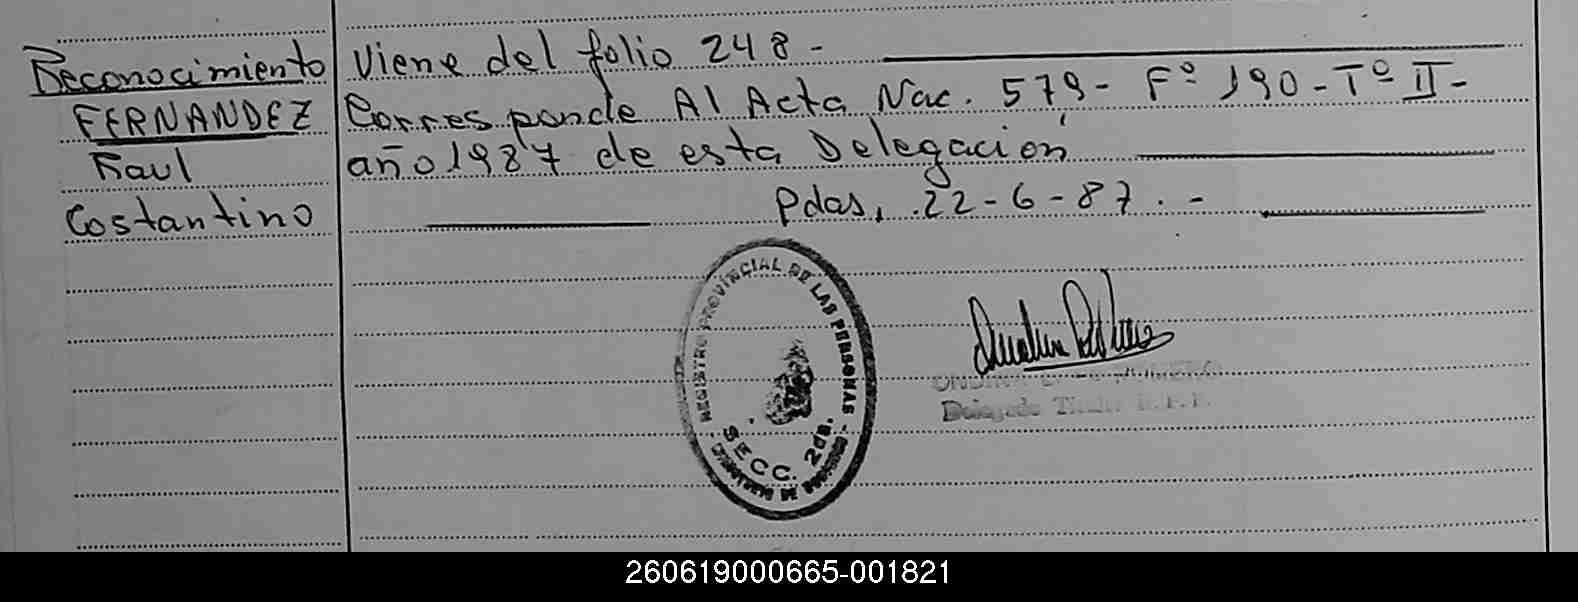 Reconocimiento
FERNANDEZ
Raul
Costantino
Viene del folio 248-
Corresponde Al Acta Nac. 579- Fº 190-Tº II-
año 1987 de esta Delegación
Pdas, 22-6-87.-
REGISTRO PROVINCIAL DE LAS PERSONAS
SECC. 2da.
Delegado Titular R.P.P.
260619000665-001821